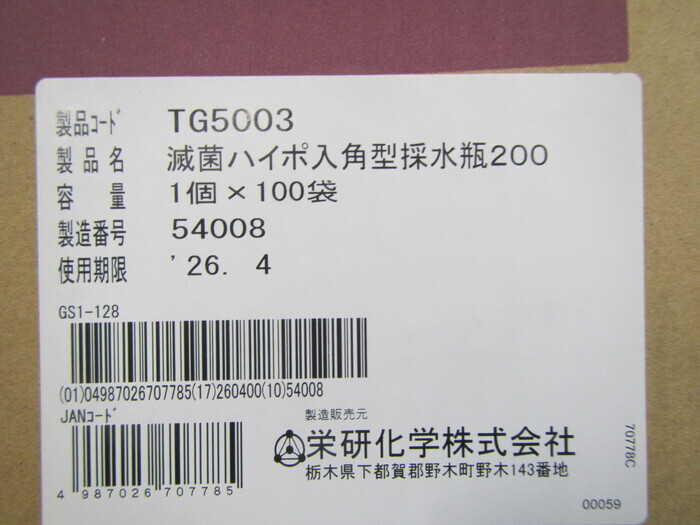 製品コード TG5003
製品名 滅菌ハイポ入角型採水瓶200
容量 1個×100袋
製造番号 54008
使用期限 '26. 4
GS1-128
(01)04987026707785(17)260400(10)54008
JANコード
4 987026 707785
製造販売元
栄研化学株式会社
栃木県下都賀郡野木町野木143番地
70778C
00059